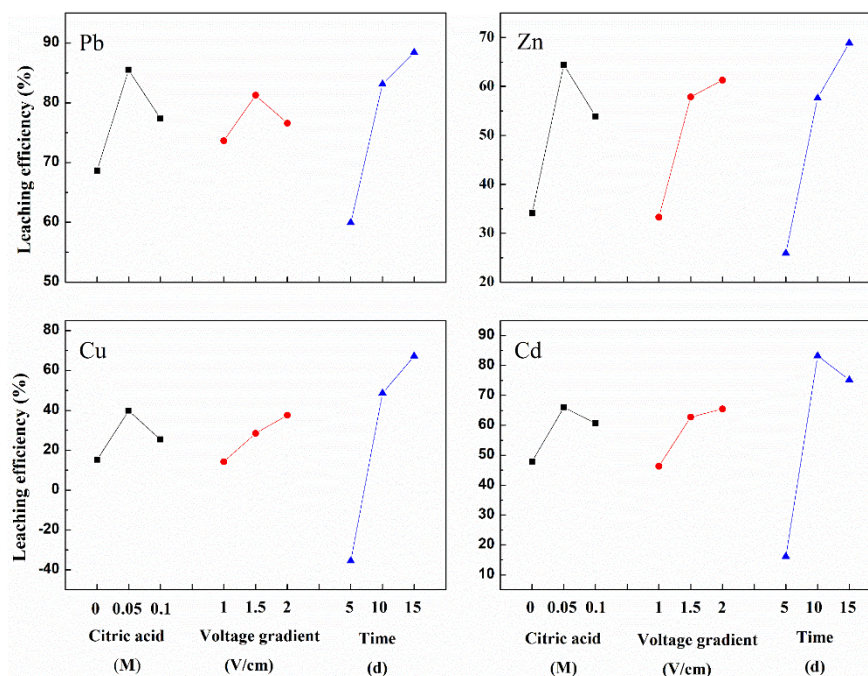 Pb
Leaching efficiency (%)
90
80
70
60
50
Zn
70
60
50
40
30
20
Cu
Leaching efficiency (%)
80
60
40
20
0
-20
-40
0 0.05 0.1 1 1.5 2 5 10 15
Citric acid Voltage gradient Time
(M) (V/cm) (d)
Cd
90
80
70
60
50
40
30
20
10
0 0.05 0.1 1 1.5 2 5 10 15
Citric acid Voltage gradient Time
(M) (V/cm) (d)